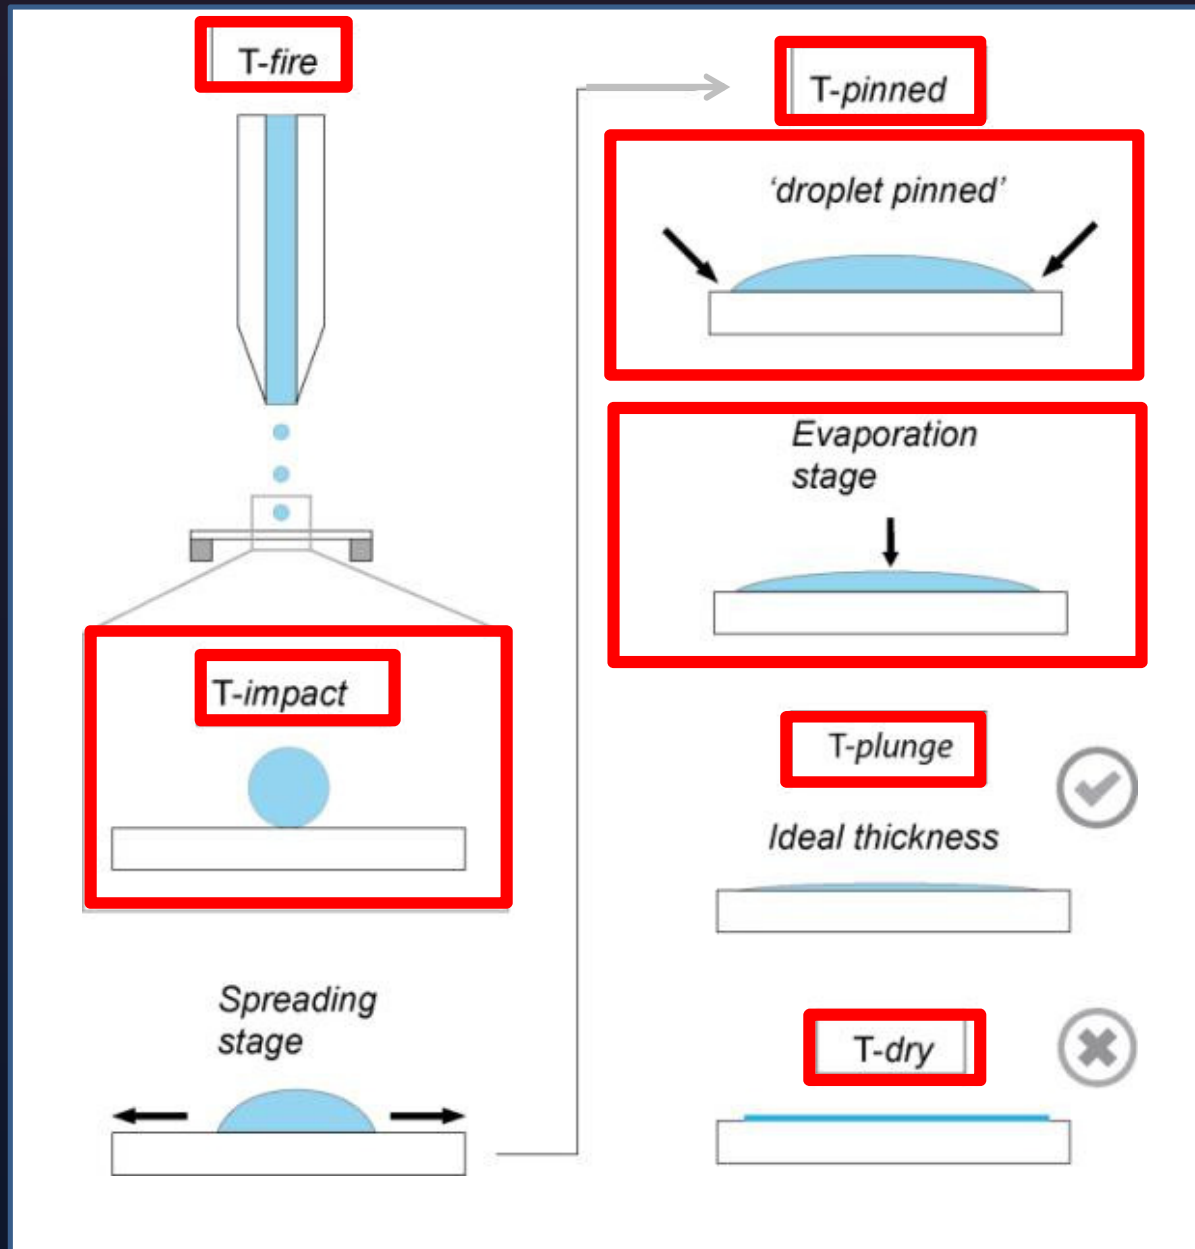 T-fire
T-impact
Spreading
stage
T-pinned
‘droplet pinned’
Evaporation
stage
T-plunge
Ideal thickness
T-dry